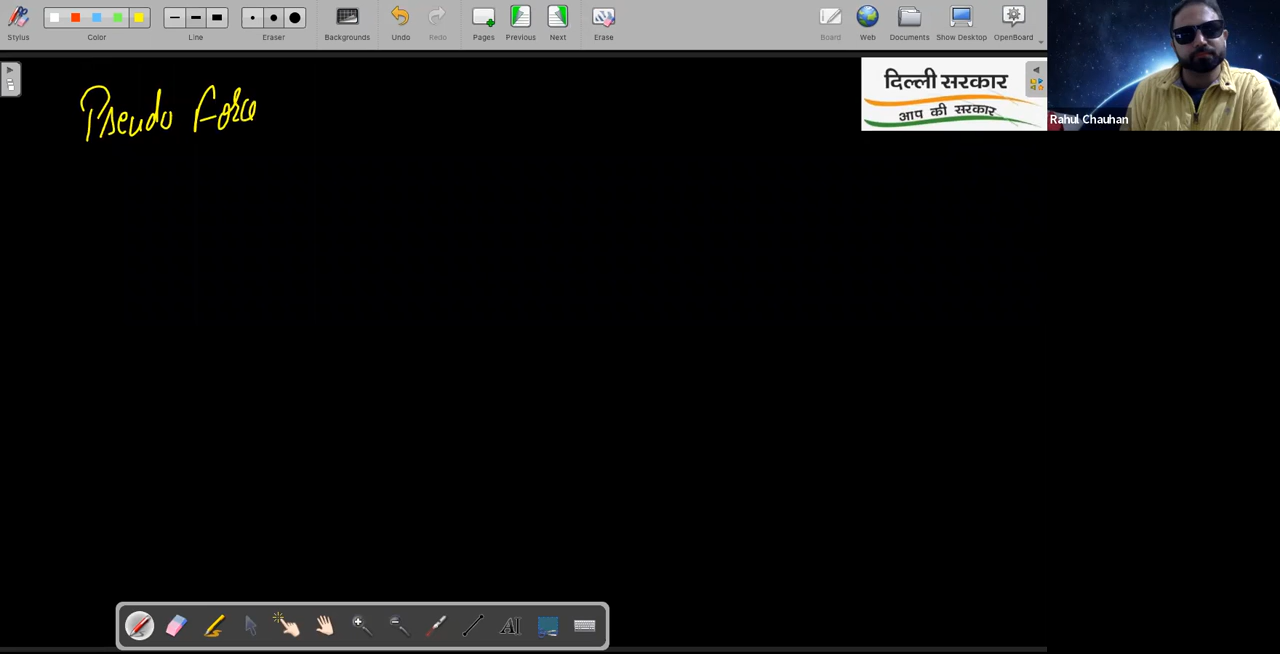 Stylus Color Line Eraser Backgrounds Undo Redo Pages Previous Next Erase Board Web Documents Show Desktop OpenBoard
Pseudo Force
दिल्ली सरकार
आप की सरकार
Rahul Chauhan
AI